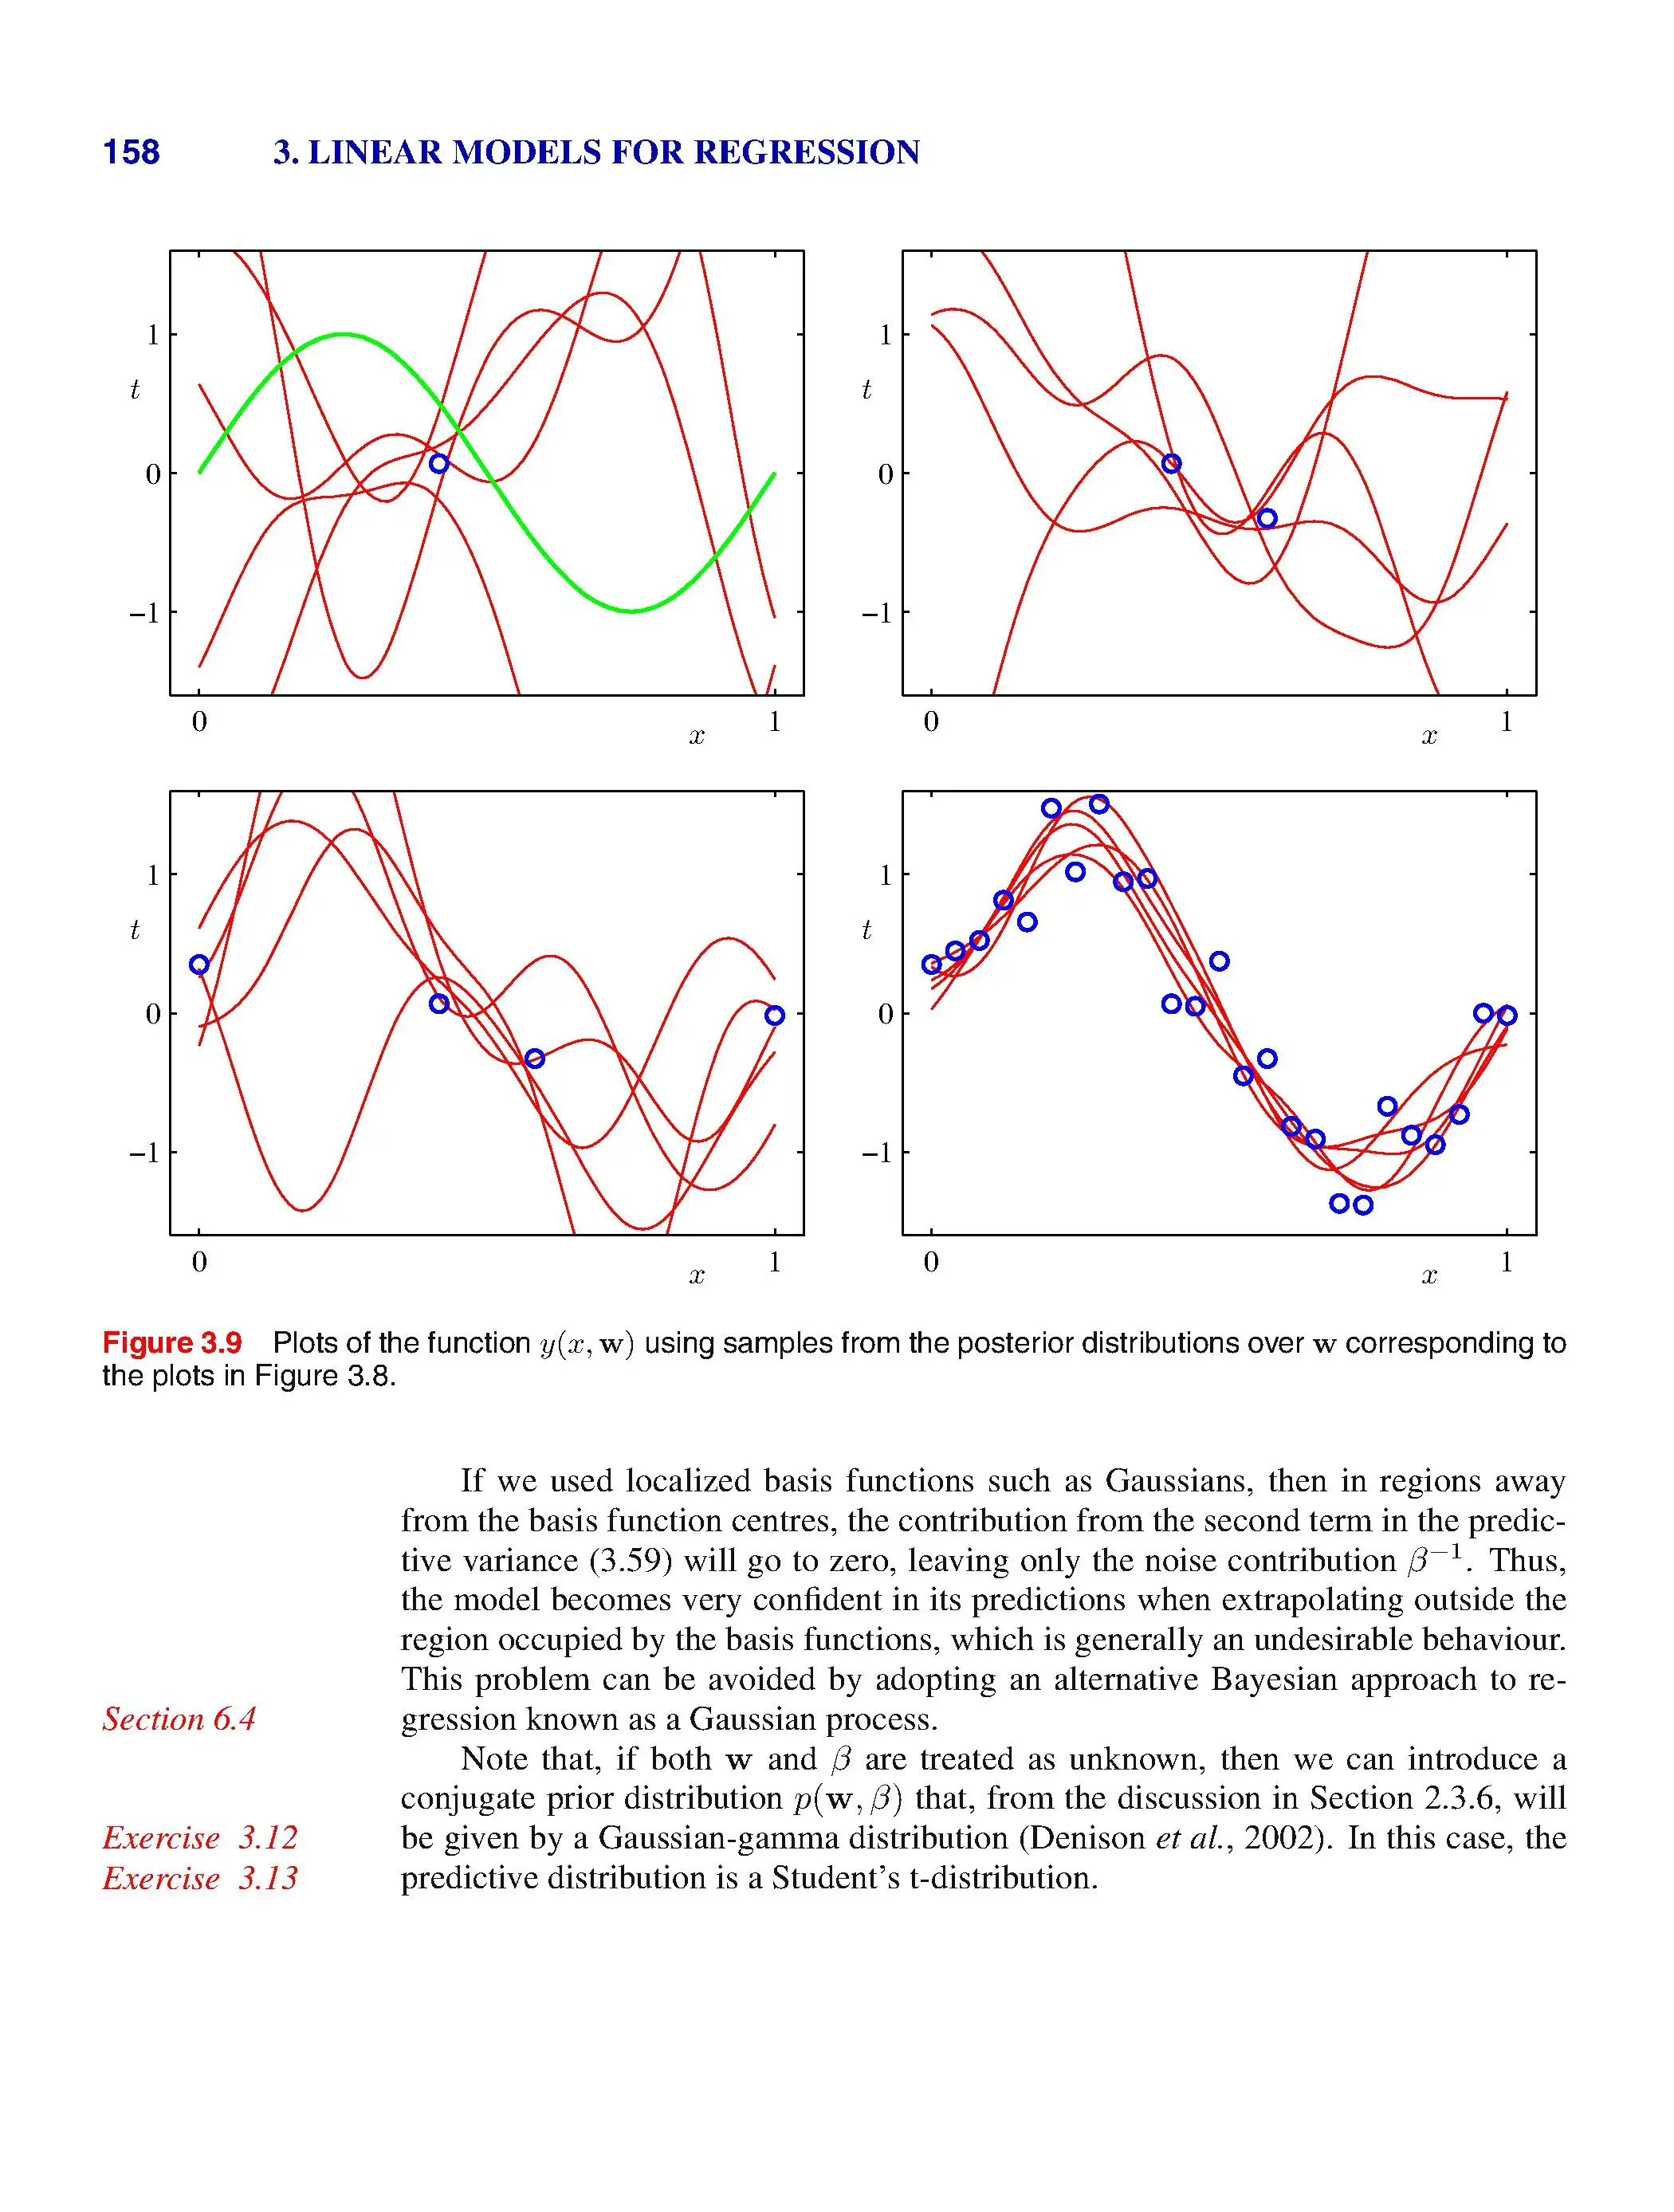 158 3. LINEAR MODELS FOR REGRESSION
1
t
0
−1
0
x
1
1
t
0
−1
0
x
1
1
t
0
−1
0
x
1
1
t
0
−1
0
x
1
Figure 3.9 Plots of the function y(x, w) using samples from the posterior distributions over w corresponding to
the plots in Figure 3.8.
If we used localized basis functions such as Gaussians, then in regions away
from the basis function centres, the contribution from the second term in the predic-
tive variance (3.59) will go to zero, leaving only the noise contribution β⁻¹. Thus,
the model becomes very confident in its predictions when extrapolating outside the
region occupied by the basis functions, which is generally an undesirable behaviour.
This problem can be avoided by adopting an alternative Bayesian approach to re-
Section 6.4 gression known as a Gaussian process.
Note that, if both w and β are treated as unknown, then we can introduce a
conjugate prior distribution p(w, β) that, from the discussion in Section 2.3.6, will
Exercise 3.12 be given by a Gaussian-gamma distribution (Denison et al., 2002). In this case, the
Exercise 3.13 predictive distribution is a Student's t-distribution.